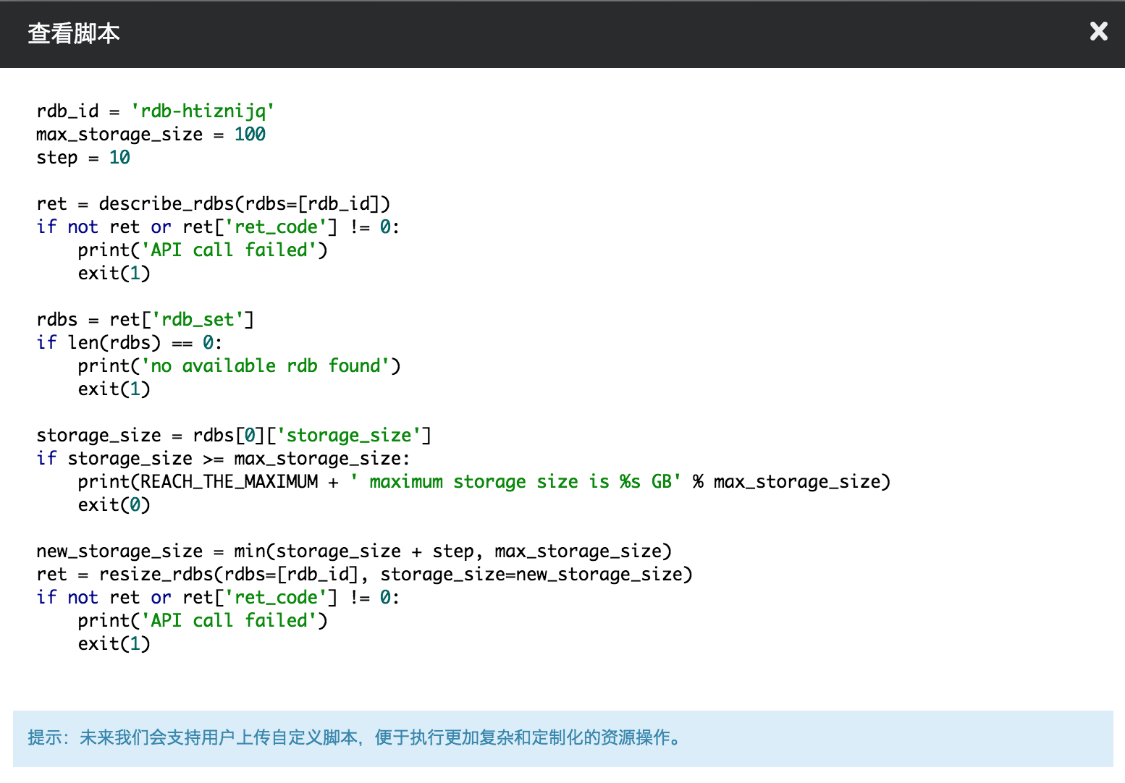 查看脚本
rdb_id = 'rdb-htiznijq'
max_storage_size = 100
step = 10
ret = describe_rdbs(rdbs=[rdb_id])
if not ret or ret['ret_code'] != 0:
    print('API call failed')
    exit(1)
rdbs = ret['rdb_set']
if len(rdbs) == 0:
    print('no available rdb found')
    exit(1)
storage_size = rdbs[0]['storage_size']
if storage_size >= max_storage_size:
    print(REACH_THE_MAXIMUM + ' maximum storage size is %s GB' % max_storage_size)
    exit(0)
new_storage_size = min(storage_size + step, max_storage_size)
ret = resize_rdbs(rdbs=[rdb_id], storage_size=new_storage_size)
if not ret or ret['ret_code'] != 0:
    print('API call failed')
    exit(1)
提示：未来我们会支持用户上传自定义脚本，便于执行更加复杂和定制化的资源操作。